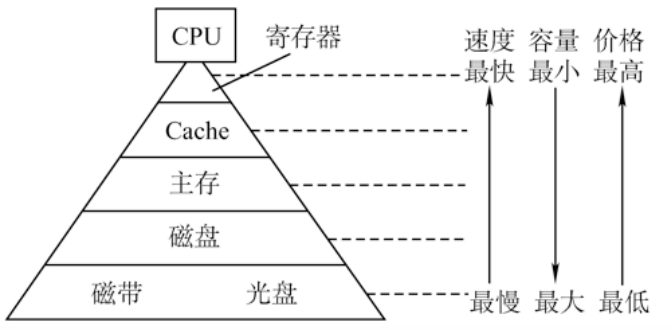 CPU
寄存器
速度 容量 价格
最快 最小 最高
Cache
主存
磁盘
磁带 光盘
最慢 最大 最低